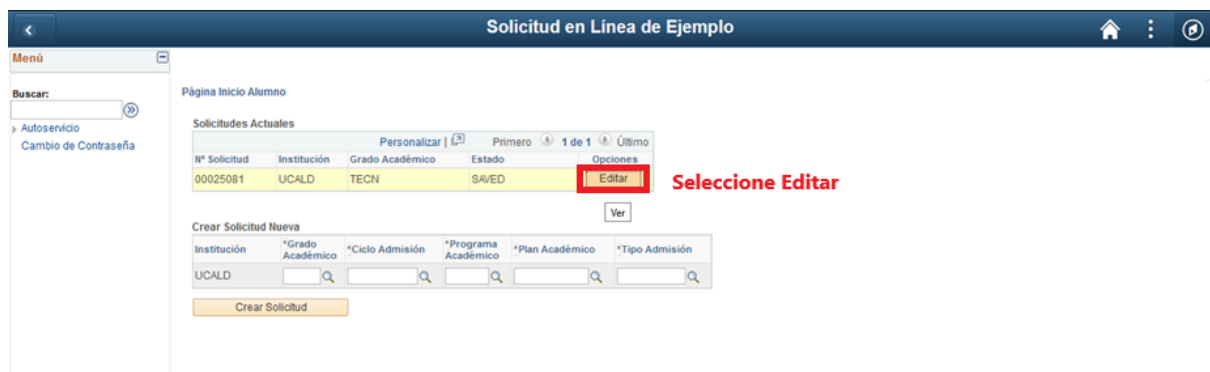 Solicitud en Línea de Ejemplo
Menú
Buscar:
Autoservicio
Cambio de Contraseña
Página Inicio Alumno
Solicitudes Actuales
Personalizar | Primero 1 de 1 Último
Nº Solicitud Institución Grado Académico Estado Opciones
00025081 UCALD TECN SAVED Editar
Seleccione Editar
Ver
Crear Solicitud Nueva
Institución *Grado Académico *Ciclo Admisión *Programa Académico *Plan Académico *Tipo Admisión
UCALD
Crear Solicitud